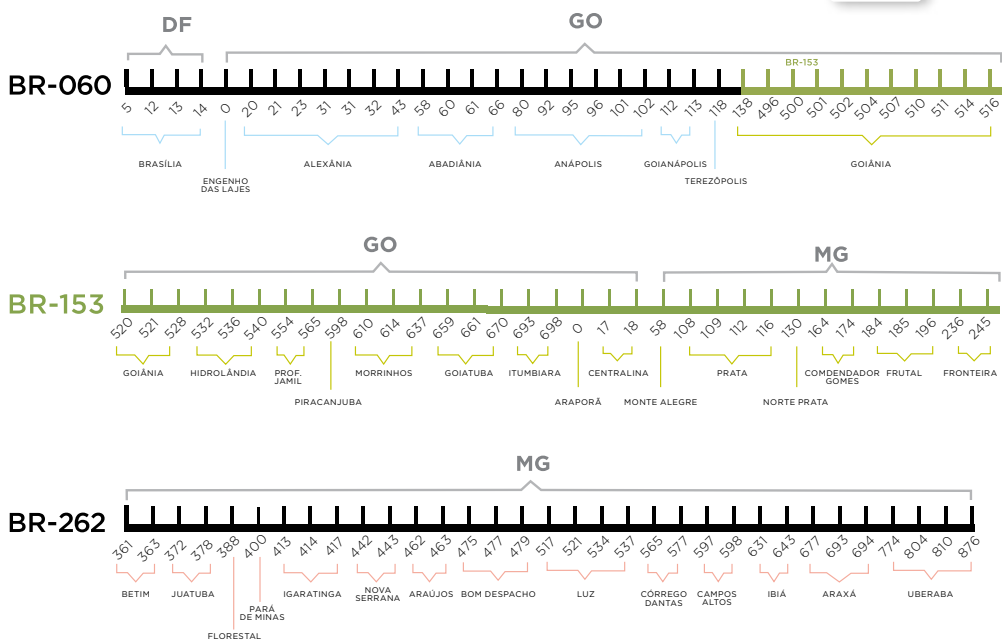 DF
GO
BR-153
BR-060
5 12 13 14 0 20 21 23 31 31 32 43 58 60 61 66 80 92 95 96 101 102 112 113 118 138 496 500 501 502 504 507 510 511 514 516
BRASÍLIA
ALEXÂNIA
ABADIÂNIA
ANÁPOLIS
GOIANÁPOLIS
GOIÂNIA
ENGENHO
DAS LAJES
TEREZÓPOLIS
GO
MG
BR-153
520 521 528 532 536 540 554 565 598 610 614 637 659 661 670 693 698 0 17 18 58 108 109 112 116 130 164 174 184 185 196 236 245
GOIÂNIA
HIDROLÂNDIA
PROF.
JAMIL
MORRINHOS
GOIATUBA
ITUMBIARA
CENTRALINA
PRATA
COMDENDADOR
GOMES
FRUTAL
FRONTEIRA
PIRACANJUBA
ARAPORÃ
MONTE ALEGRE
NORTE PRATA
MG
BR-262
361 363 372 378 388 400 413 414 417 442 443 462 463 475 477 479 517 521 534 537 565 577 597 598 631 643 677 693 694 774 804 810 876
BETIM
JUATUBA
IGARATINGA
NOVA
SERRANA
ARAÚJOS
BOM DESPACHO
LUZ
CÓRREGO
DANTAS
CAMPOS
ALTOS
IBIÁ
ARAXÁ
UBERABA
PARÁ
DE MINAS
FLORESTAL